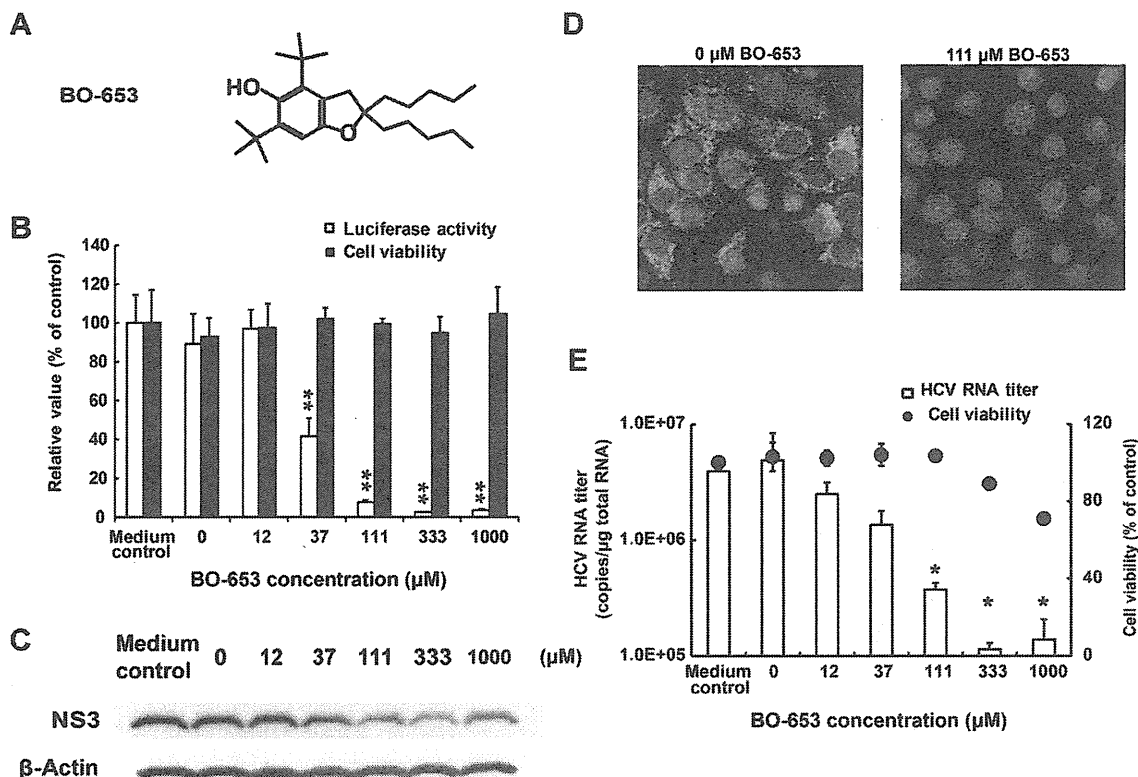 A
BO-653
HO
O
B
Luciferase activity
Cell viability
Relative value (% of control)
140
120
100
80
60
40
20
0
** ** ** **
Medium control 0 12 37 111 333 1000
BO-653 concentration (µM)
C
Medium control 0 12 37 111 333 1000 (µM)
NS3
β-Actin
D
0 µM BO-653
111 µM BO-653
E
HCV RNA titer
Cell viability
HCV RNA titer
(copies/µg total RNA)
1.0E+07
1.0E+06
1.0E+05
120
80
40
0
Cell viability (% of control)
* * *
Medium control 0 12 37 111 333 1000
BO-653 concentration (µM)